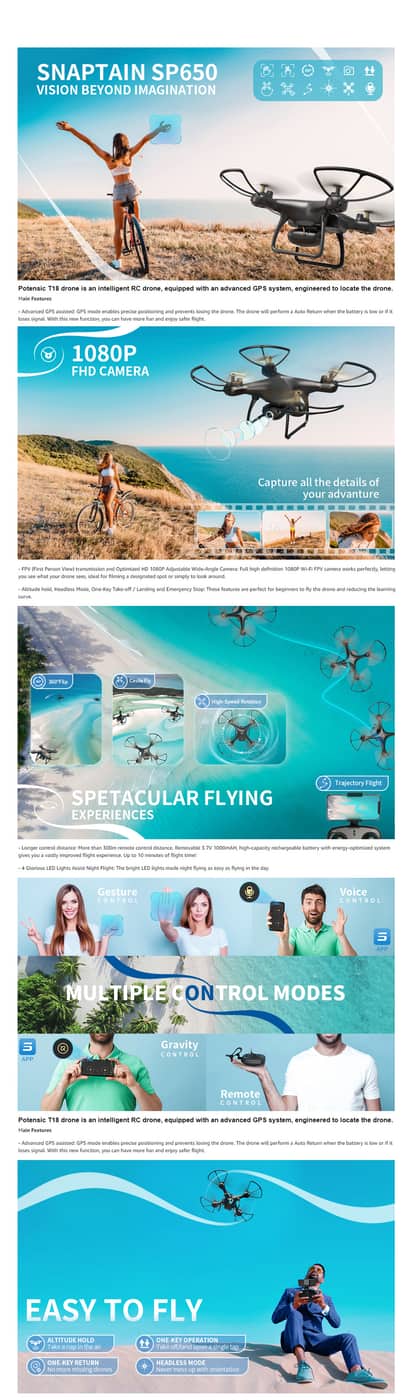 SNAPTAIN SP650
VISION BEYOND IMAGINATION
Potensic T18 drone is an intelligent RC drone, equipped with an advanced GPS system, engineered to locate the drone.
Male Features
- Advanced GPS assisted: GPS mode enables precise positioning and prevents losing the drone. The drone will perform a Auto Return when the battery is low or if it
loses signal. With this new function, you can have more fun and enjoy safer flight.
1080P
FHD CAMERA
Capture all the details of
your advanture
- FPV (First Person View) transmission and Optimized HD 1080P Adjustable Wide-Angle Camera: Full high definition 1080P Wi-Fi FPV camera works perfectly, letting
you see what your drone sees, ideal for filming a designated spot or simply to look around.
- Altitude hold, Headless Mode, One-Key Take-off / Landing and Emergency Stop: These features are perfect for beginners to fly the drone and reducing the learning
curve.
360°Flip
Circle Fly
High Speed Rotation
Trajectory Flight
SPETACULAR FLYING
EXPERIENCES
- Longer control distance: More than 300m remote control distance. Removable 3.7V 1000mAH, high-capacity rechargeable battery with energy-optimized system
gives you a vastly improved flight experience. Up to 10 minutes of flight time!
- 4 Glorious LED Lights Assist Night Flight: The bright LED lights made night flying as easy as flying in the day.
Gesture
CONTROL
Voice
CONTROL
APP
MULTIPLE CONTROL MODES
APP
Gravity
CONTROL
Remote
CONTROL
Potensic T18 drone is an intelligent RC drone, equipped with an advanced GPS system, engineered to locate the drone.
Male Features
- Advanced GPS assisted: GPS mode enables precise positioning and prevents losing the drone. The drone will perform a Auto Return when the battery is low or if it
loses signal. With this new function, you can have more fun and enjoy safer flight.
EASY TO FLY
ALTITUDE HOLD
Take a nap in the air
ONE-KEY OPERATION
Take off/land upon a single tap
ONE-KEY RETURN
No more missing drones
HEADLESS MODE
Never mess up with orientation